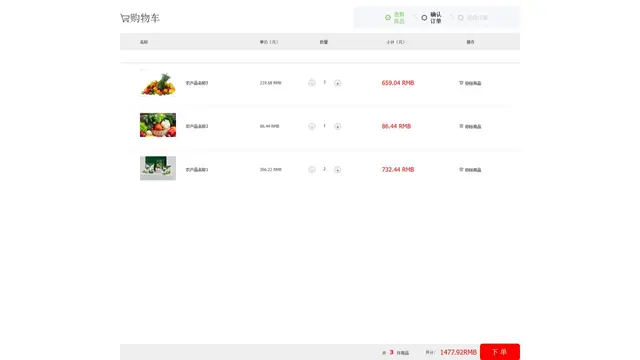 购物车
选购
商品
确认
订单
名称 单价(元) 数量 小计(元) 操作
农产品名称3 219.68 RMB 3 659.04 RMB 移除商品
农产品名称2 86.44 RMB 1 86.44 RMB 移除商品
农产品名称1 366.22 RMB 2 732.44 RMB 移除商品
共 3 件商品 1477.92RMB 下单